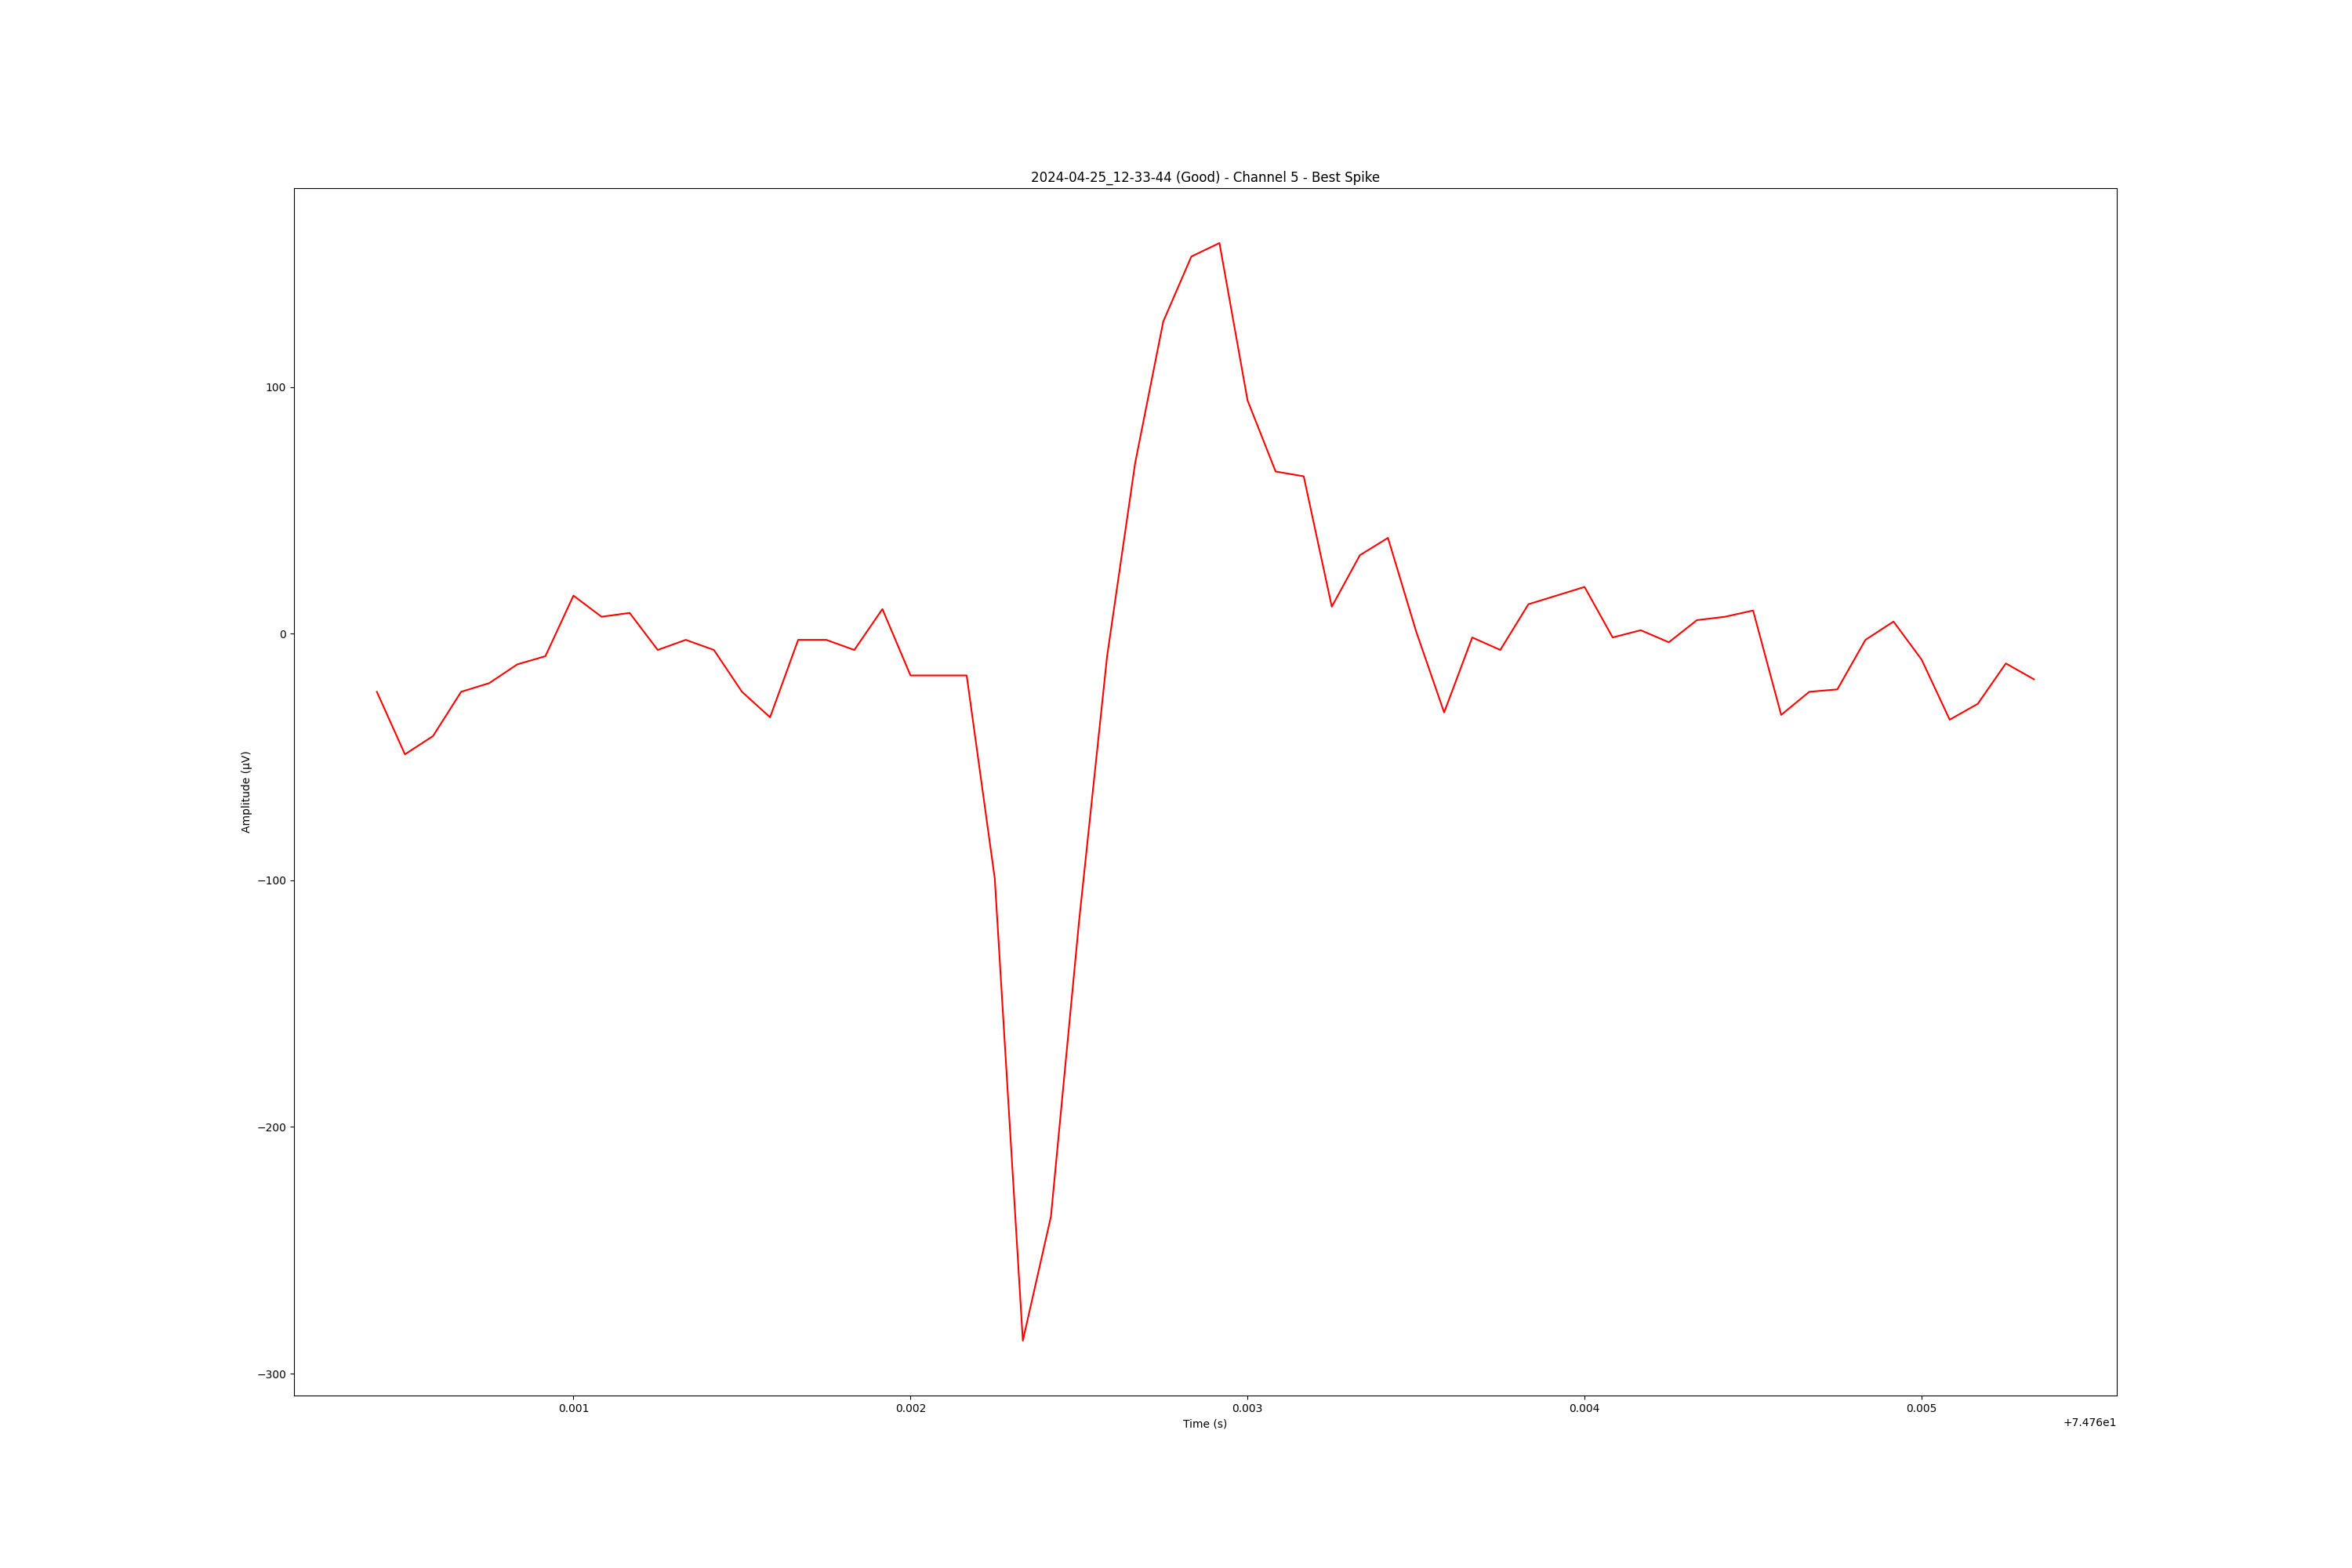 2024-04-25_12-33-44 (Good) - Channel 5 - Best Spike
Amplitude (µV)
100
0
−100
−200
−300
0.001
0.002
0.003
0.004
0.005
Time (s)
+7.476e1